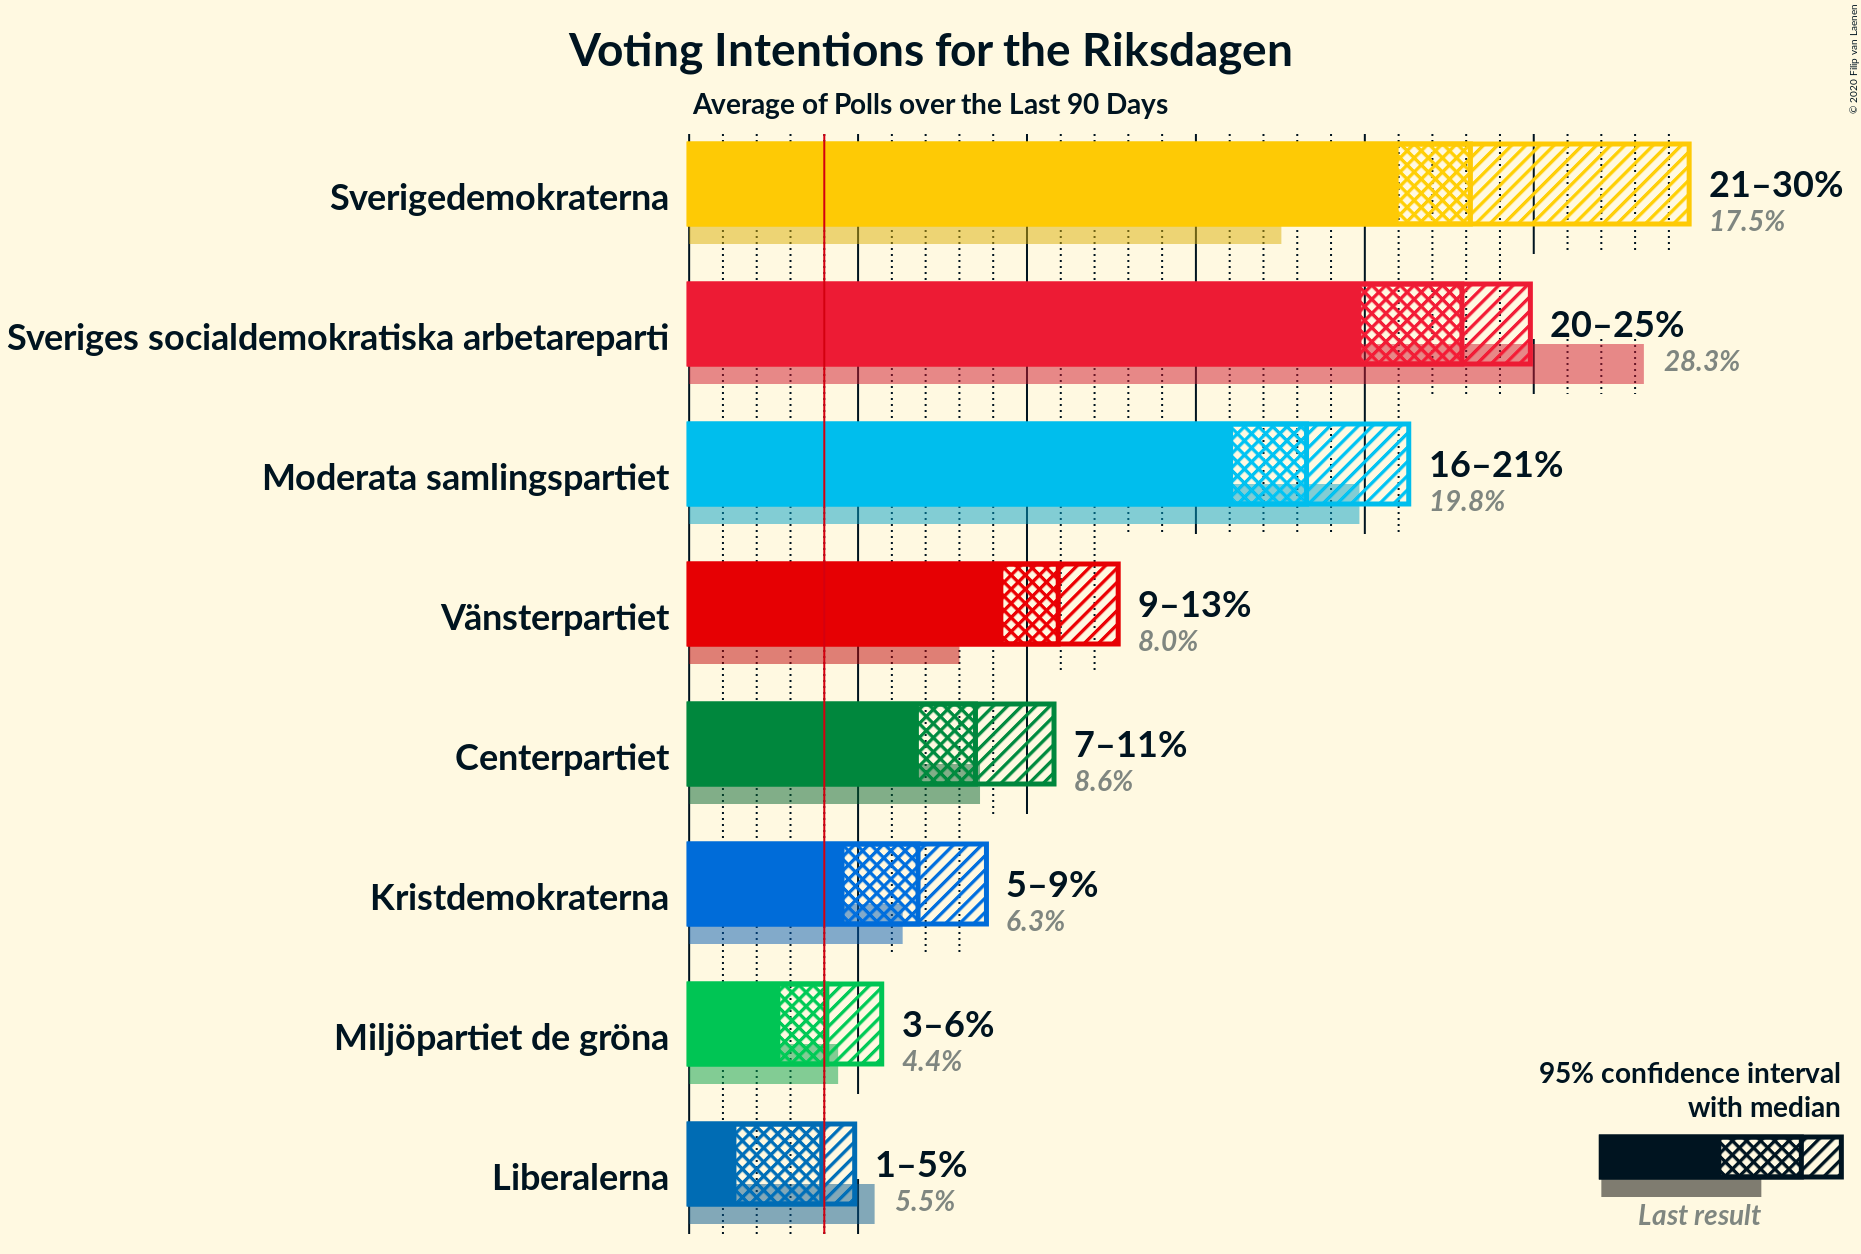 Voting Intentions for the Riksdagen
Average of Polls over the Last 90 Days
© 2020 Filip van Laenen
Sverigedemokraterna
21–30%
17.5%
Sveriges socialdemokratiska arbetareparti
20–25%
28.3%
Moderata samlingspartiet
16–21%
19.8%
Vänsterpartiet
9–13%
8.0%
Centerpartiet
7–11%
8.6%
Kristdemokraterna
5–9%
6.3%
Miljöpartiet de gröna
3–6%
4.4%
Liberalerna
1–5%
5.5%
95% confidence interval
with median
Last result